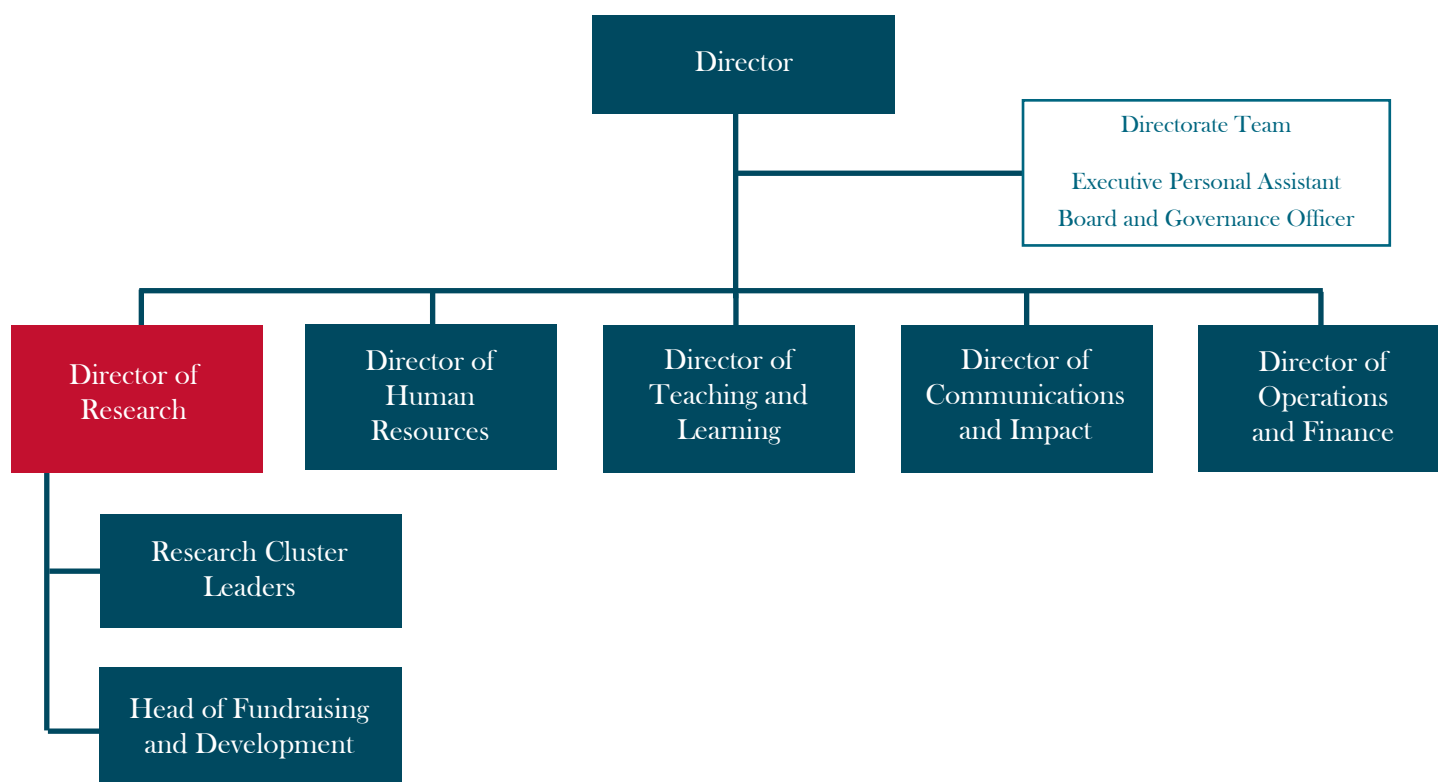 Director
Directorate Team
Executive Personal Assistant
Board and Governance Officer
Director of
Research
Director of
Human
Resources
Director of
Teaching and
Learning
Director of
Communications
and Impact
Director of
Operations
and Finance
Research Cluster
Leaders
Head of Fundraising
and Development